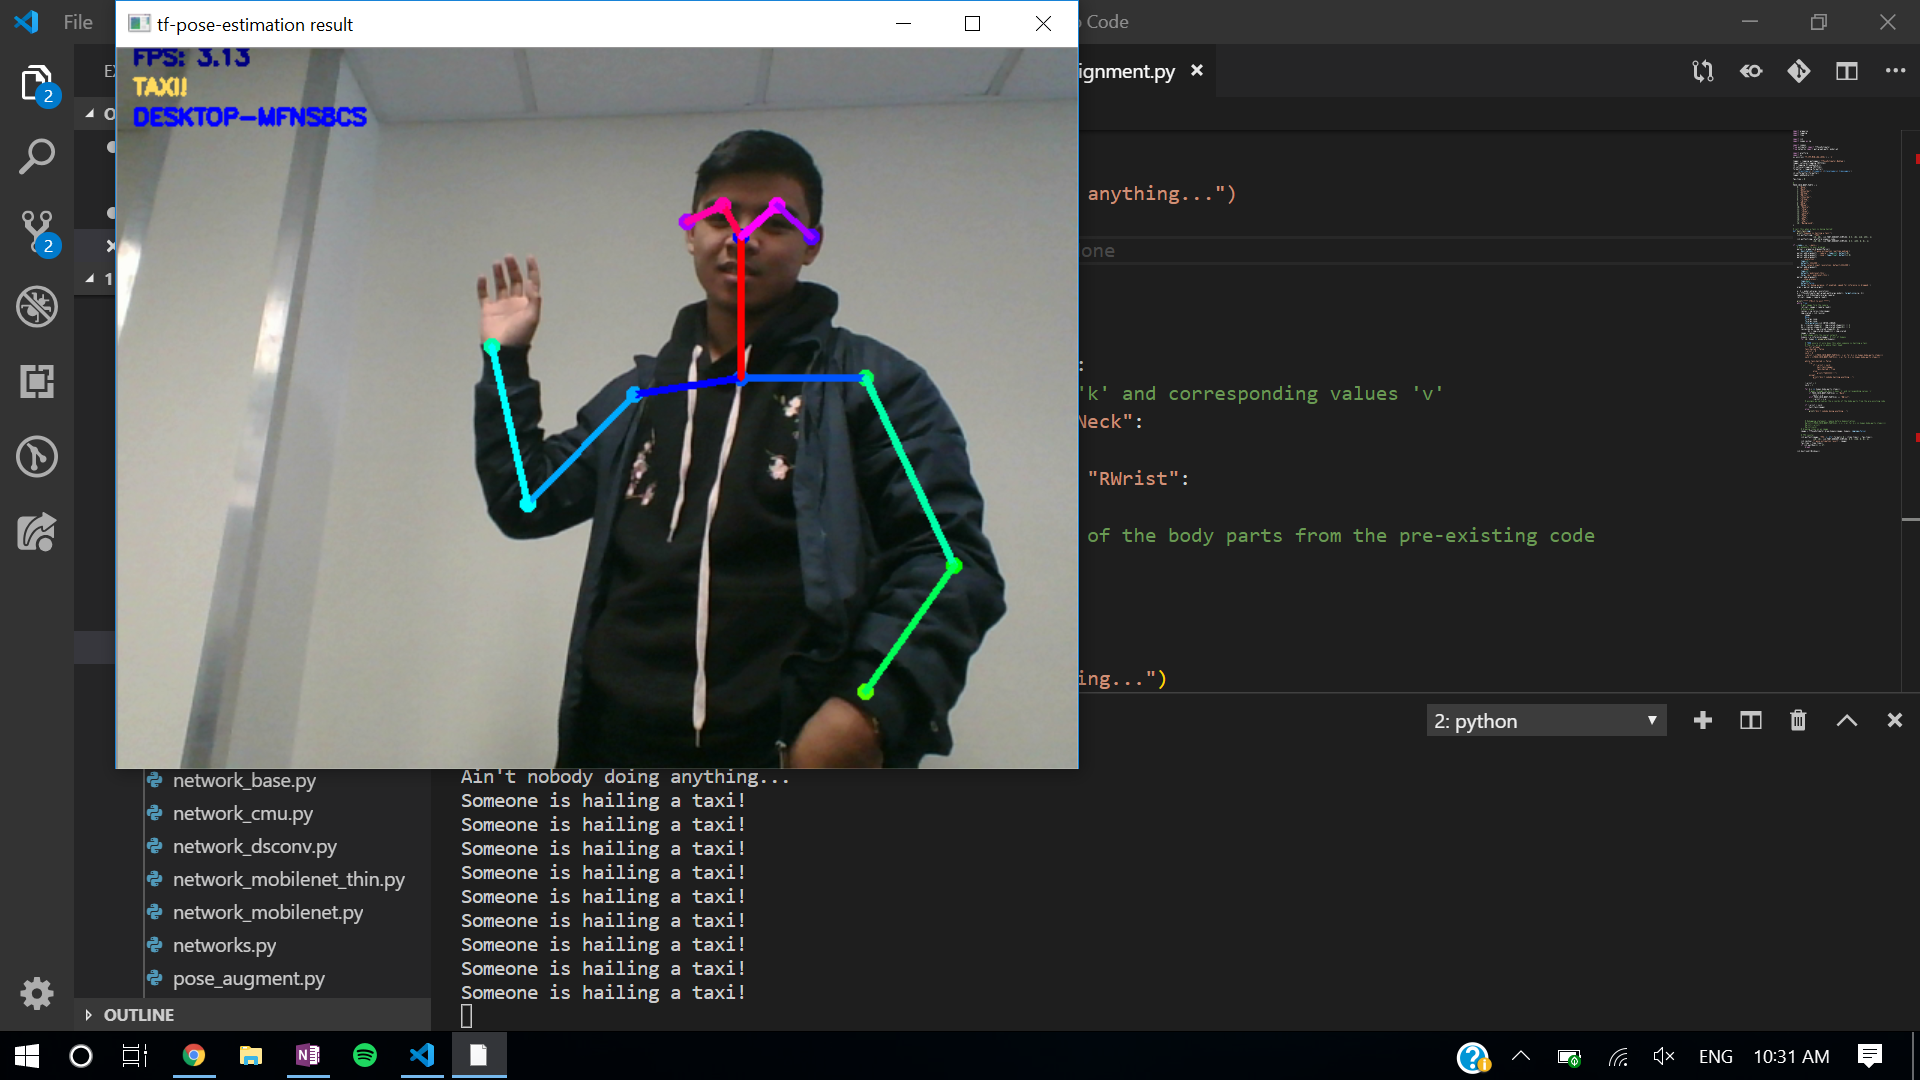 File
tf-pose-estimation result
Code
FPS: 3.13
TAXI!
DESKTOP-MFNSBCS
ignment.py
2
2
anything...")
one
:
'k' and corresponding values 'v'
Neck":
"RWrist":
of the body parts from the pre-existing code
ing...")
2: python
network_base.py
network_cmu.py
network_dsconv.py
network_mobilenet_thin.py
network_mobilenet.py
networks.py
pose_augment.py
OUTLINE
Ain't nobody doing anything...
Someone is hailing a taxi!
Someone is hailing a taxi!
Someone is hailing a taxi!
Someone is hailing a taxi!
Someone is hailing a taxi!
Someone is hailing a taxi!
Someone is hailing a taxi!
Someone is hailing a taxi!
Someone is hailing a taxi!
ENG
10:31 AM